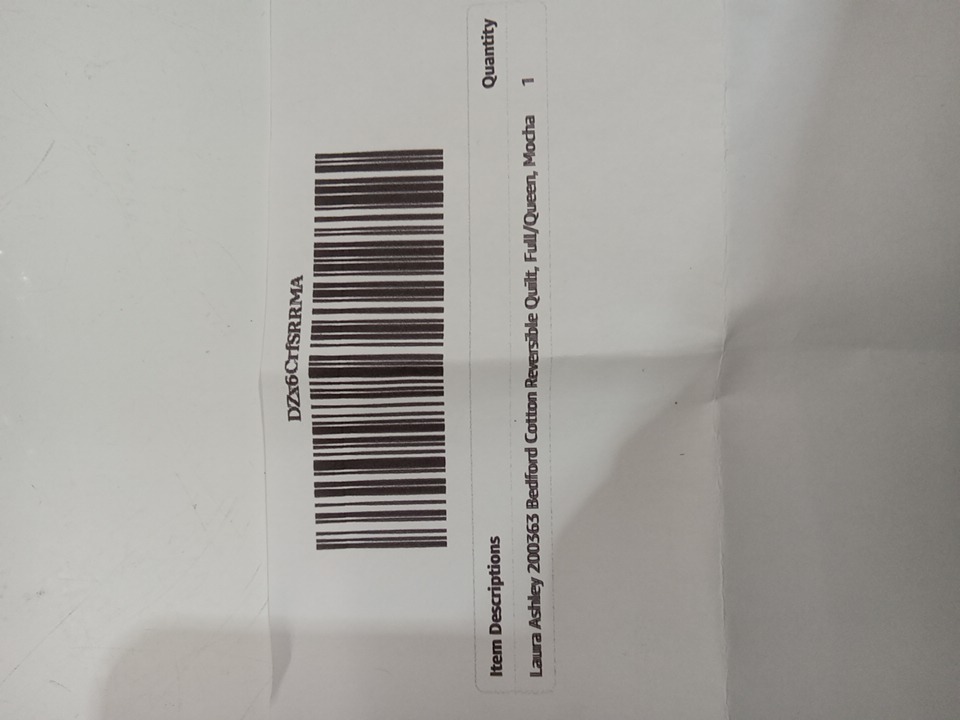 DZx6CrfSRRMA
Item Descriptions Quantity
Laura Ashley 200363 Bedford Cotton Reversible Quilt, Full/Queen, Mocha 1